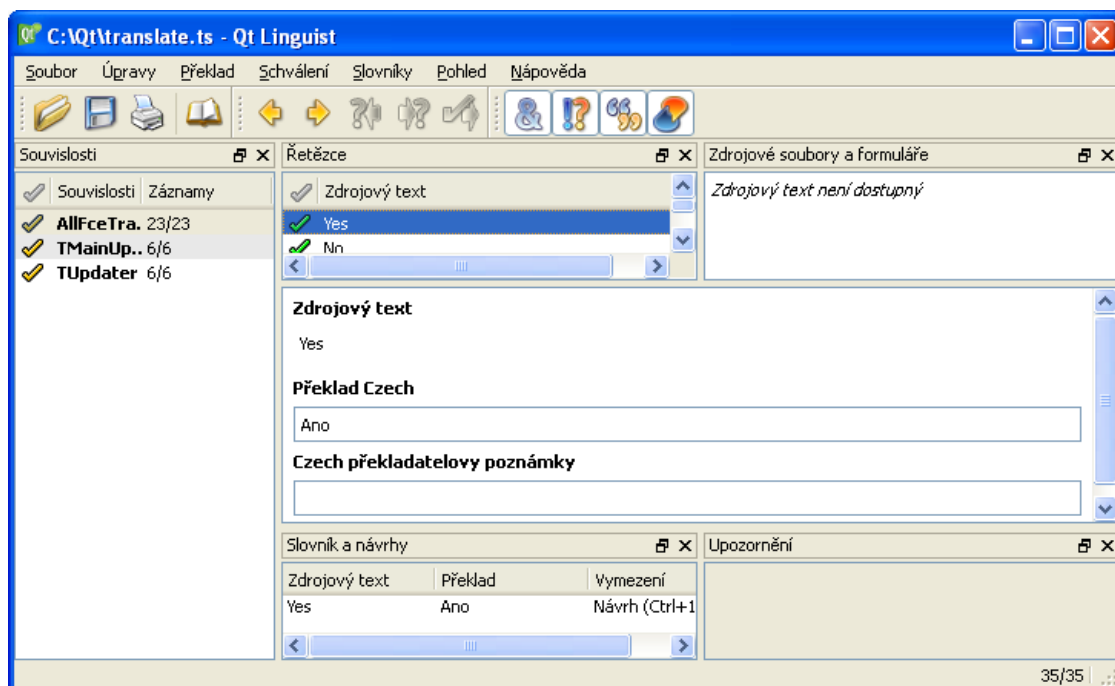 C:\Qt\translate.ts - Qt Linguist
Soubor Úpravy Překlad Schválení Slovníky Pohled Nápověda
Souvislosti
Souvislosti Záznamy
AllFceTra. 23/23
TMainUp.. 6/6
TUpdater 6/6
Řetězce
Zdrojový text
Yes
No
Zdrojové soubory a formuláře
Zdrojový text není dostupný
Zdrojový text
Yes
Překlad Czech
Ano
Czech překladatelovy poznámky
Slovník a návrhy
Zdrojový text Překlad Vymezení
Yes Ano Návrh (Ctrl+1
Upozornění
35/35